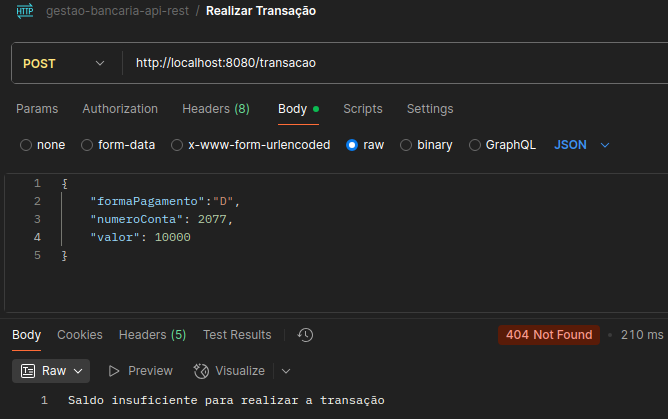 HTTP gestao-bancaria-api-rest / Realizar Transação
POST http://localhost:8080/transacao
Params Authorization Headers (8) Body Scripts Settings
none form-data x-www-form-urlencoded raw binary GraphQL JSON
1 {
2 "formaPagamento":"D",
3 "numeroConta": 2077,
4 "valor": 10000
5 }
Body Cookies Headers (5) Test Results 404 Not Found 210 ms
Raw Preview Visualize
1 Saldo insuficiente para realizar a transação